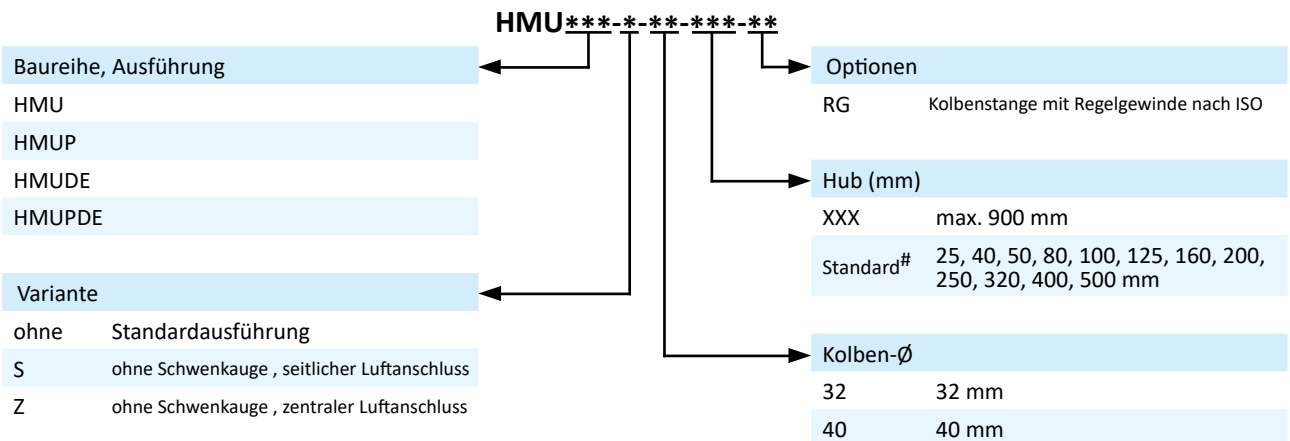 HMU***-*-**-***-**
Baureihe, Ausführung
HMU
HMUP
HMUDE
HMUPDE
Variante
ohne Standardausführung
S ohne Schwenkauge , seitlicher Luftanschluss
Z ohne Schwenkauge , zentraler Luftanschluss
Optionen
RG Kolbenstange mit Regelgewinde nach ISO
Hub (mm)
XXX max. 900 mm
Standard# 25, 40, 50, 80, 100, 125, 160, 200,
250, 320, 400, 500 mm
Kolben-Ø
32 32 mm
40 40 mm